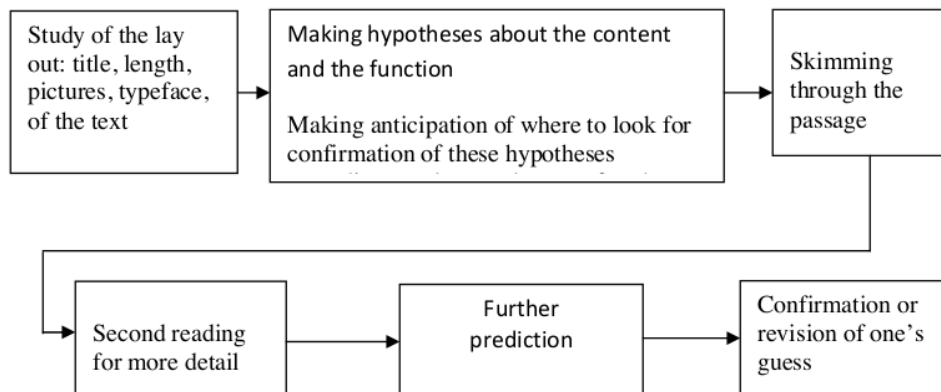 Study of the lay
out: title, length,
pictures, typeface,
of the text
Making hypotheses about the content
and the function
Making anticipation of where to look for
confirmation of these hypotheses
Skimming
through the
passage
Second reading
for more detail
Further
prediction
Confirmation or
revision of one’s
guess